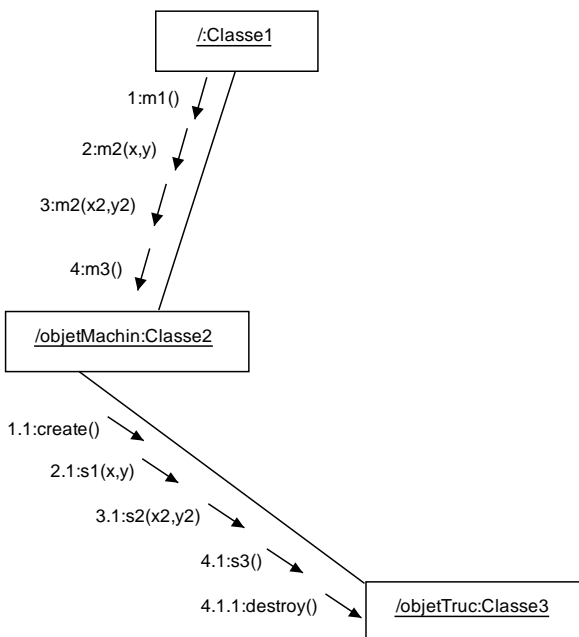 /:Classe1
1:m1()
2:m2(x,y)
3:m2(x2,y2)
4:m3()
/objetMachin:Classe2
1.1:create()
2.1:s1(x,y)
3.1:s2(x2,y2)
4.1:s3()
4.1.1:destroy()
/objetTruc:Classe3